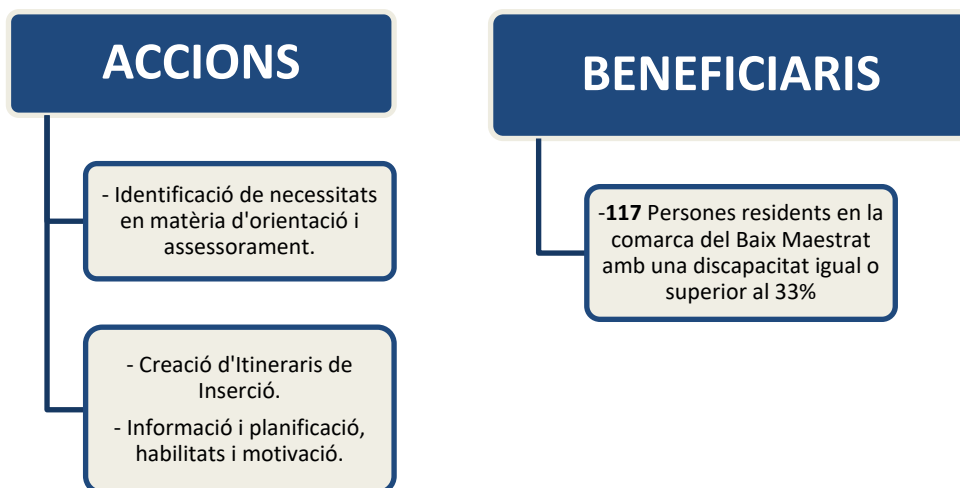 ACCIONS
- Identificació de necessitats
en matèria d'orientació i
assessorament.
- Creació d'Itineraris de
Inserció.
- Informació i planificació,
habilitats i motivació.
BENEFICIARIS
-117 Persones residents en la
comarca del Baix Maestrat
amb una discapacitat igual o
superior al 33%